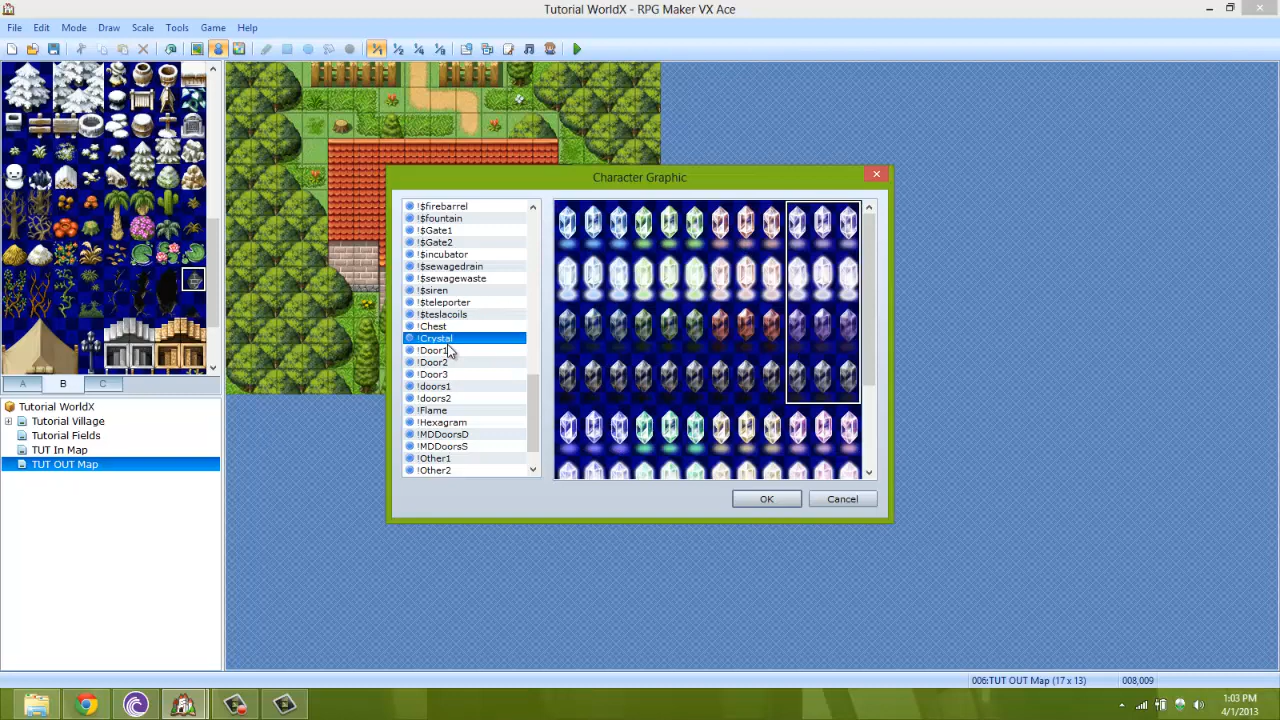 Tutorial WorldX - RPG Maker VX Ace
File Edit Mode Draw Scale Tools Game Help
Character Graphic
!$firebarrel
!$fountain
!$Gate1
!$Gate2
!$incubator
!$sewagedrain
!$sewagewaste
!$siren
!$teleporter
!$teslacoils
!Chest
!Crystal
!Door1
!Door2
!Door3
!doors1
!doors2
!Flame
!Hexagram
!MDDoorsD
!MDDoorsS
!Other1
!Other2
OK Cancel
A B C
Tutorial WorldX
Tutorial Village
Tutorial Fields
TUT In Map
TUT OUT Map
006:TUT OUT Map (17 x 13) 008,009
1:03 PM
4/1/2013